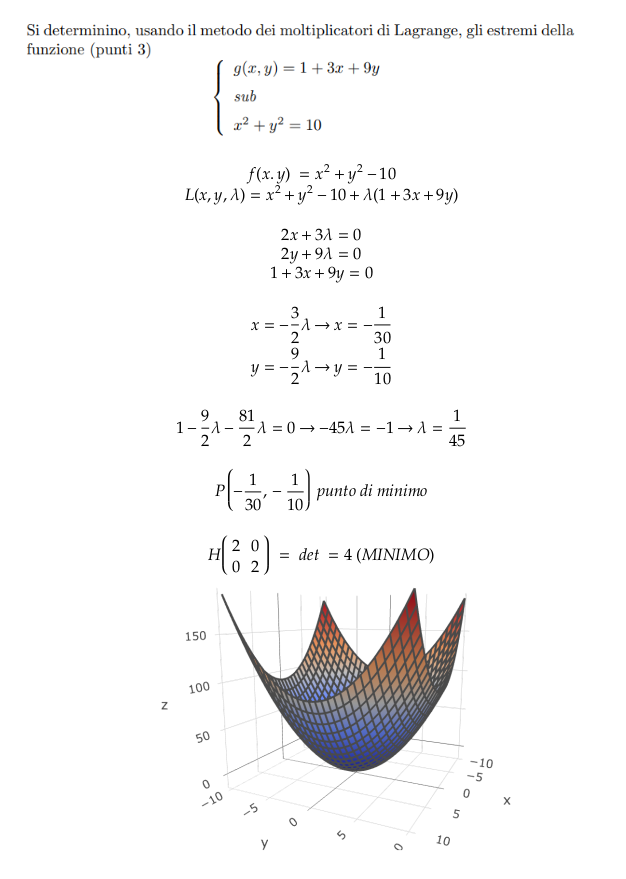 Si determinino, usando il metodo dei moltiplicatori di Lagrange, gli estremi della
funzione (punti 3)
g(x, y) = 1 + 3x + 9y
sub
x² + y² = 10
f(x.y) = x² + y² − 10
L(x, y, λ) = x² + y² − 10 + λ(1 + 3x + 9y)
2x + 3λ = 0
2y + 9λ = 0
1 + 3x + 9y = 0
x = −3/2 λ → x = −1/30
y = −9/2 λ → y = −1/10
1 − 9/2 λ − 81/2 λ = 0 → −45λ = −1 → λ = 1/45
P(−1/30, −1/10) punto di minimo
H(2 0
0 2) = det = 4 (MINIMO)
150
100
z
50
0
−10
−5
0
5
0
y
−10
−5
0
5
10
x